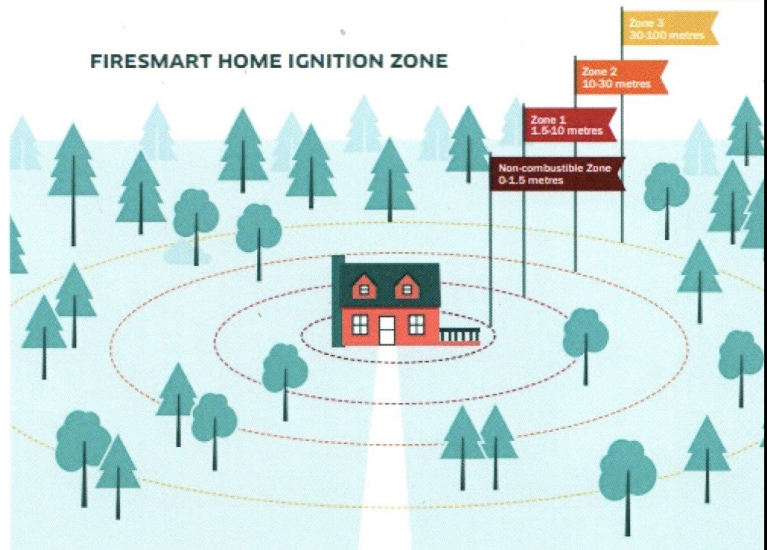 FIRESMART HOME IGNITION ZONE
Zone 3
30-100 metres
Zone 2
10-30 metres
Zone 1
1.5-10 metres
Non-combustible Zone
0-1.5 metres